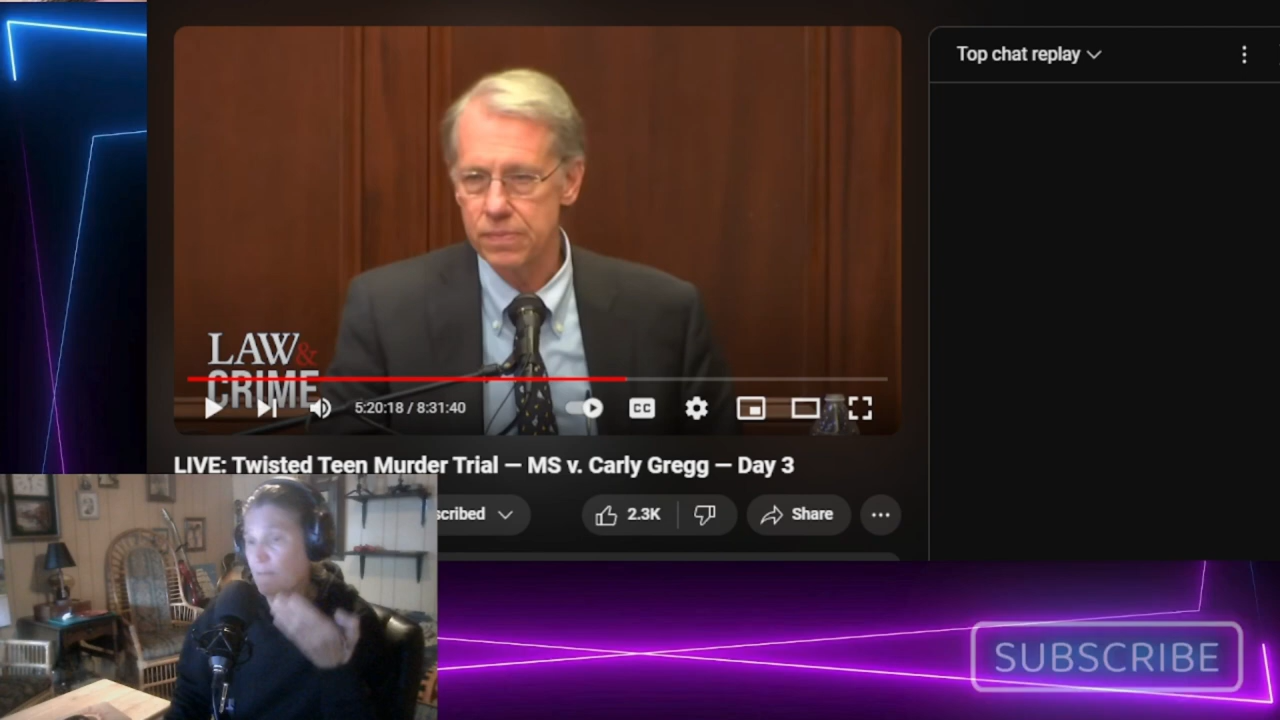 Top chat replay
LAW&
CRIME
5:20:18 / 8:31:40
CC
LIVE: Twisted Teen Murder Trial — MS v. Carly Gregg — Day 3
scribed
2.3K
Share
SUBSCRIBE